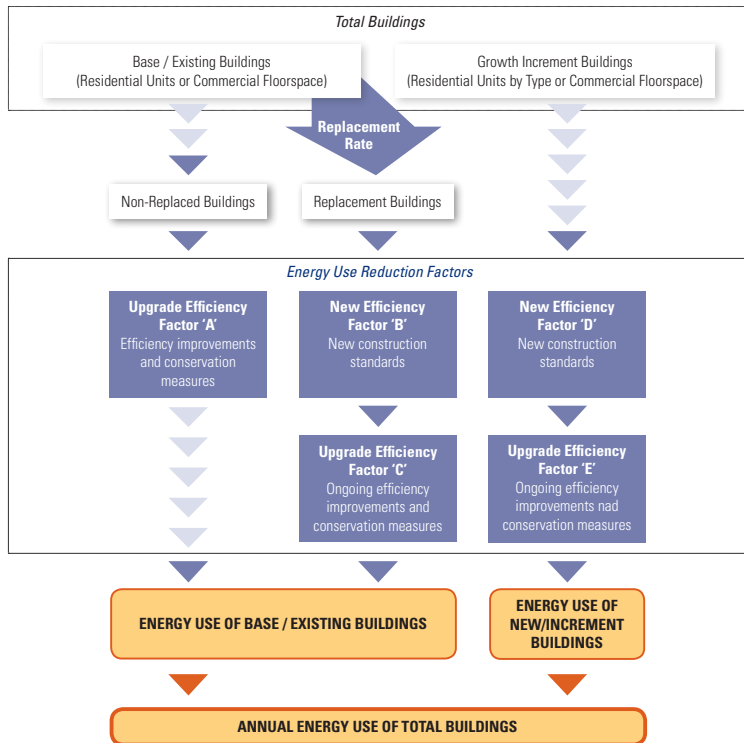 Total Buildings
Base / Existing Buildings
(Residential Units or Commercial Floorspace)
Growth Increment Buildings
(Residential Units by Type or Commercial Floorspace)
Replacement
Rate
Non-Replaced Buildings
Replacement Buildings
Energy Use Reduction Factors
Upgrade Efficiency
Factor ‘A’
Efficiency improvements
and conservation
measures
New Efficiency
Factor ‘B’
New construction
standards
New Efficiency
Factor ‘D’
New construction
standards
Upgrade Efficiency
Factor ‘C’
Ongoing efficiency
improvements and
conservation measures
Upgrade Efficiency
Factor ‘E’
Ongoing efficiency
improvements nad
conservation measures
ENERGY USE OF BASE / EXISTING BUILDINGS
ENERGY USE OF
NEW/INCREMENT
BUILDINGS
ANNUAL ENERGY USE OF TOTAL BUILDINGS